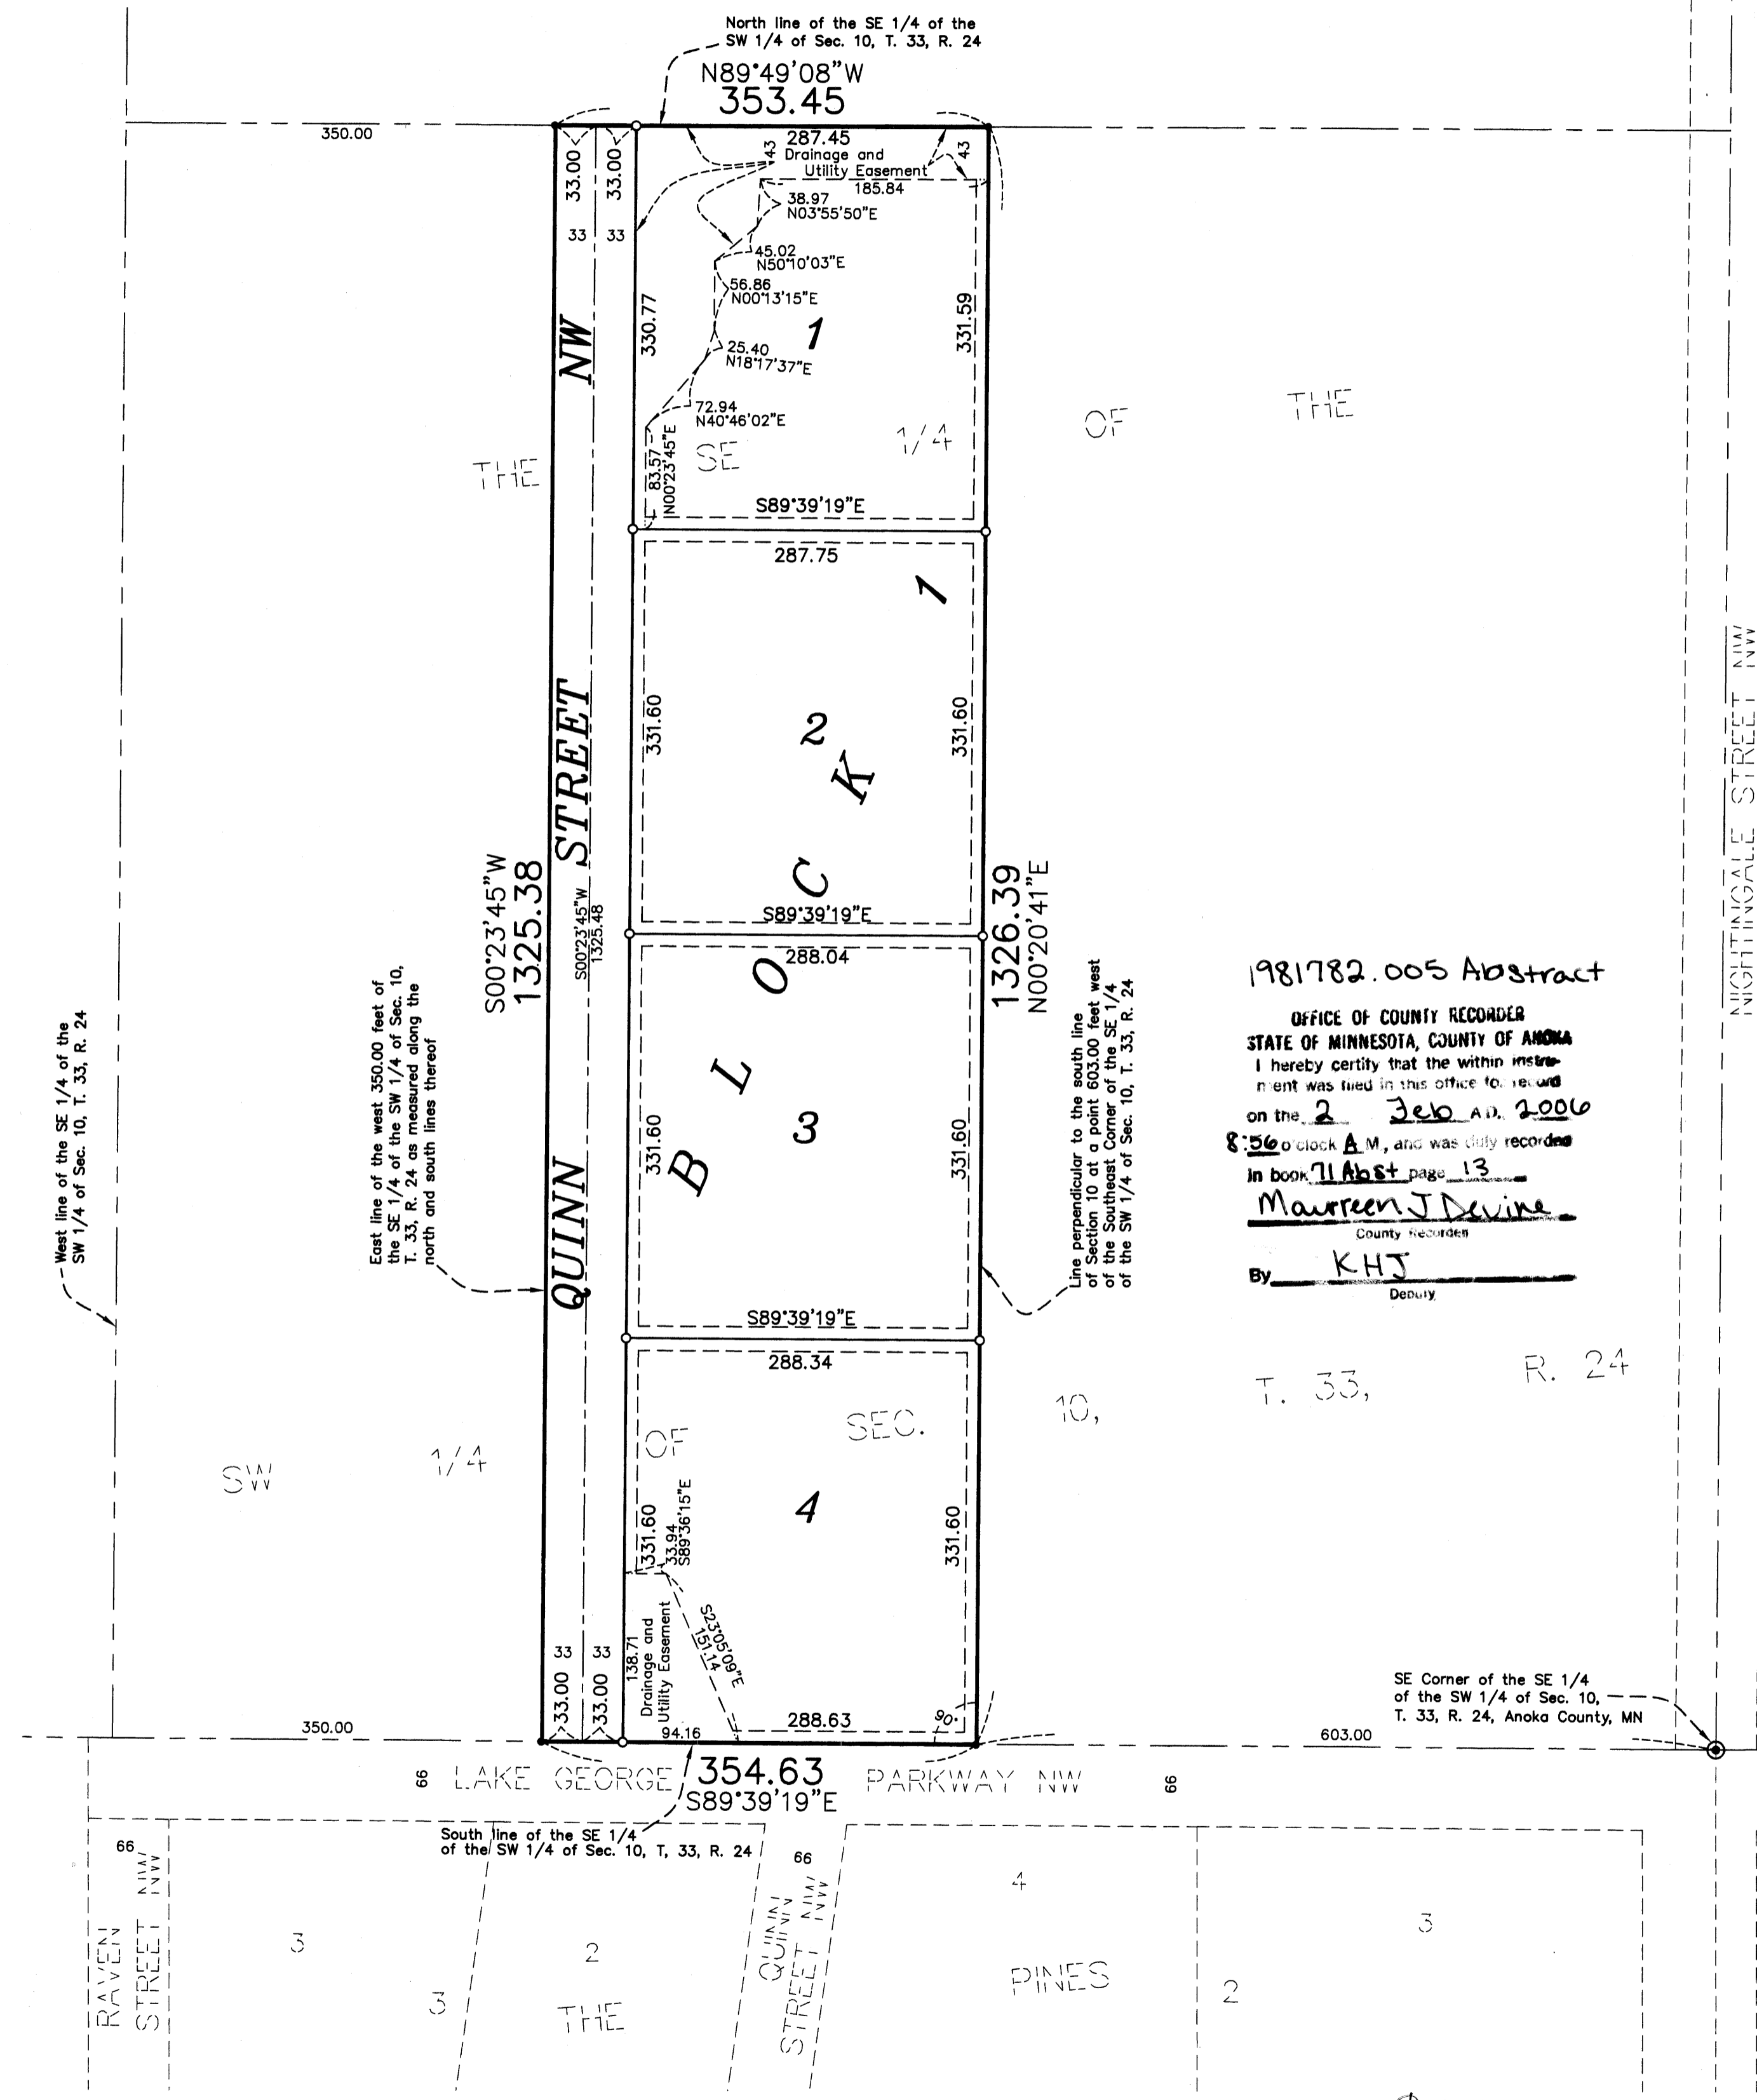 North line of the SE 1/4 of the
SW 1/4 of Sec. 10, T. 33, R. 24
N89°49'08"W
353.45
350.00
287.45
43
Drainage and
Utility Easement
43
185.84
33.00
33.00
33
33
38.97
N03°55'50"E
45.02
N50°10'03"E
56.86
N00°13'15"E
25.40
N18°17'37"E
72.94
N40°46'02"E
83.57
N00°23'45"E
330.77
1
331.59
NW
THE
SE
1/4
OF
THE
S89°39'19"E
287.75
1
331.60
2
331.60
K
STREET
C
S89°39'19"E
288.04
S00°23'45"W
1325.38
S00°23'45"W
1325.48
1326.39
N00°20'41"E
O
L
B
331.60
3
331.60
QUINN
NIGHTINGALE STREET NW
West line of the SE 1/4 of the
SW 1/4 of Sec. 10, T. 33, R. 24
East line of the west 350.00 feet of
the SE 1/4 of the SW 1/4 of Sec. 10,
T. 33, R. 24 as measured along the
north and south lines thereof
Line perpendicular to the south line
of Section 10 at a point 603.00 feet west
of the Southeast Corner of the SE 1/4
of the SW 1/4 of Sec. 10, T. 33, R. 24
1981782.005 Abstract
OFFICE OF COUNTY RECORDER
STATE OF MINNESOTA, COUNTY OF ANOKA
I hereby certify that the within instru-
ment was filed in this office for record
on the 2 Feb A.D. 2006
8:56 o'clock A M., and was duly recorded
in book 71 Abst page 13
Maureen J Devine
County Recorder
By KHJ
Deputy
S89°39'19"E
288.34
SW
1/4
OF
SEC.
10,
T. 33,
R. 24
331.60
4
331.60
33.94
S89°36'15"E
S23°05'09"E
151.14
138.71
Drainage and
Utility Easement
33
33
33.00
33.00
94.16
288.63
90°
350.00
603.00
SE Corner of the SE 1/4
of the SW 1/4 of Sec. 10,
T. 33, R. 24, Anoka County, MN
66
LAKE GEORGE
354.63
S89°39'19"E
PARKWAY NW
66
South line of the SE 1/4
of the SW 1/4 of Sec. 10, T, 33, R. 24
66
RAVEN
STREET NW
66
QUINN
STREET NW
3
3
2
THE
4
PINES
2
3